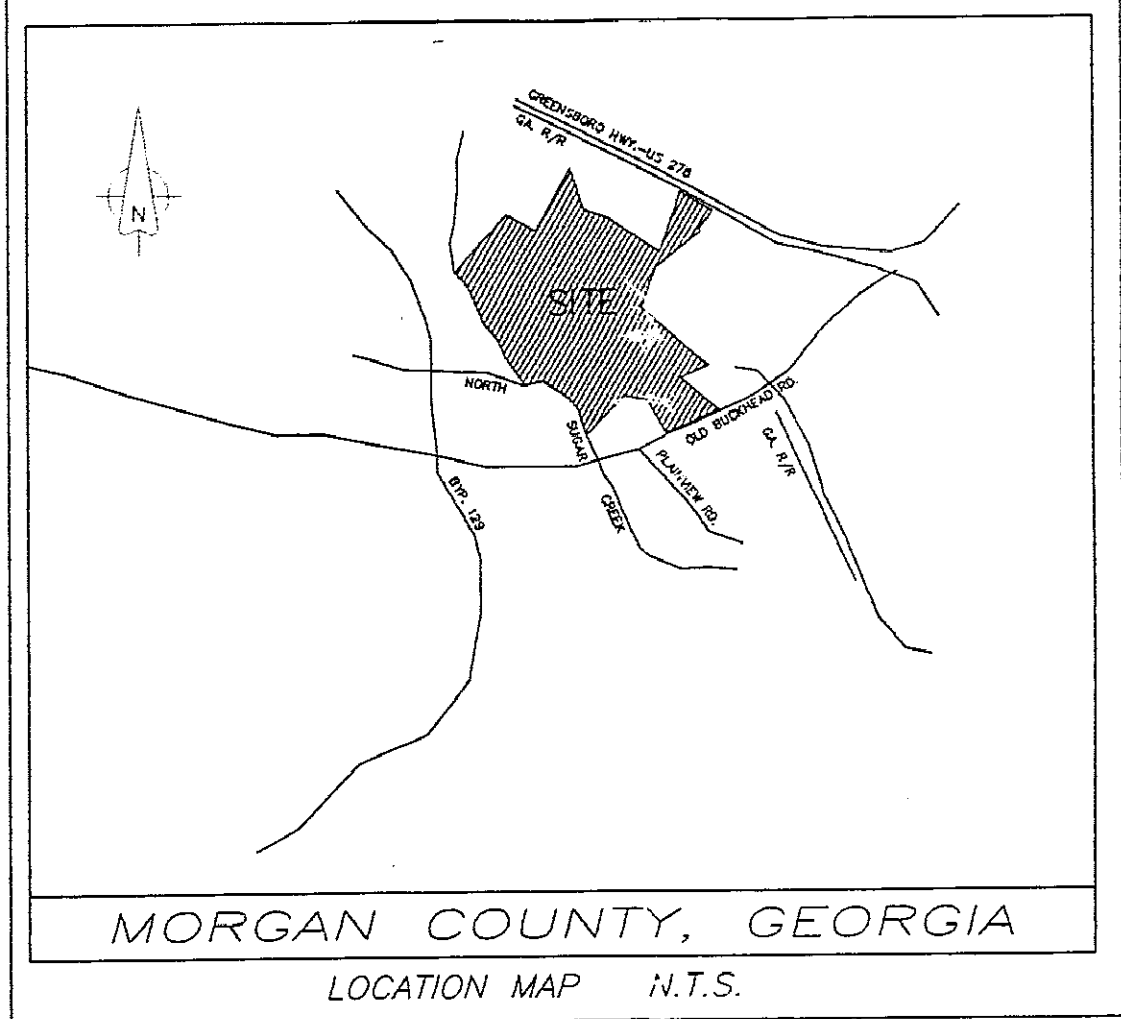 GREENSBORO HWY.-US 278
GA. R/R
N
SITE
NORTH
SUGAR
CREEK
OLD BUCKHEAD RD.
PLAINVIEW RD.
GA. R/R
BYP. 129
MORGAN COUNTY, GEORGIA
LOCATION MAP N.T.S.